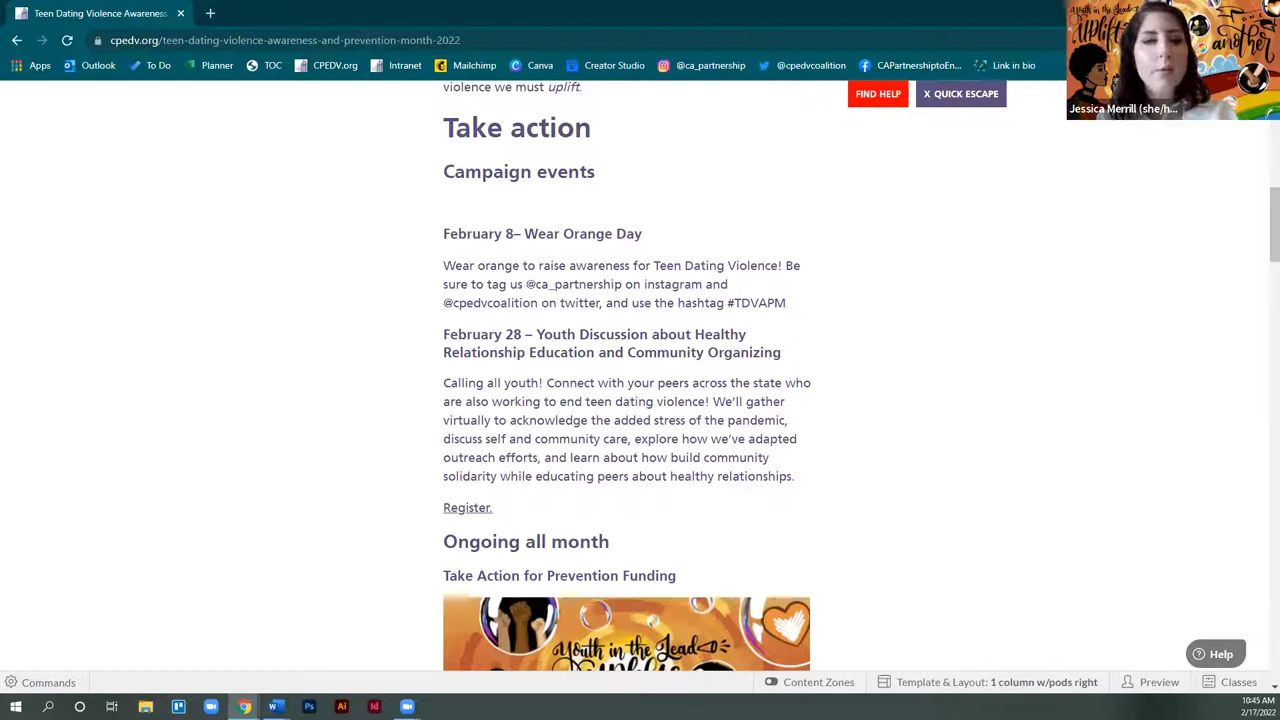 Teen Dating Violence Awareness
cpedv.org/teen-dating-violence-awareness-and-prevention-month-2022
Apps
Outlook
To Do
Planner
TOC
CPEDV.org
Intranet
Mailchimp
Canva
Creator Studio
@ca_partnership
@cpedvcoalition
CAPartnershiptoEn...
Link in bio
Youth in the Lead
Uplift
one
another
Jessica Merrill (she/h...
violence we must uplift.
FIND HELP
X QUICK ESCAPE
Take action
Campaign events
February 8– Wear Orange Day
Wear orange to raise awareness for Teen Dating Violence! Be
sure to tag us @ca_partnership on instagram and
@cpedvcoalition on twitter, and use the hashtag #TDVAPM
February 28 – Youth Discussion about Healthy
Relationship Education and Community Organizing
Calling all youth! Connect with your peers across the state who
are also working to end teen dating violence! We'll gather
virtually to acknowledge the added stress of the pandemic,
discuss self and community care, explore how we've adapted
outreach efforts, and learn about how build community
solidarity while educating peers about healthy relationships.
Register.
Ongoing all month
Take Action for Prevention Funding
Youth in the Lead
Help
Commands
Content Zones
Template & Layout: 1 column w/pods right
Preview
Classes
10:45 AM
2/17/2022